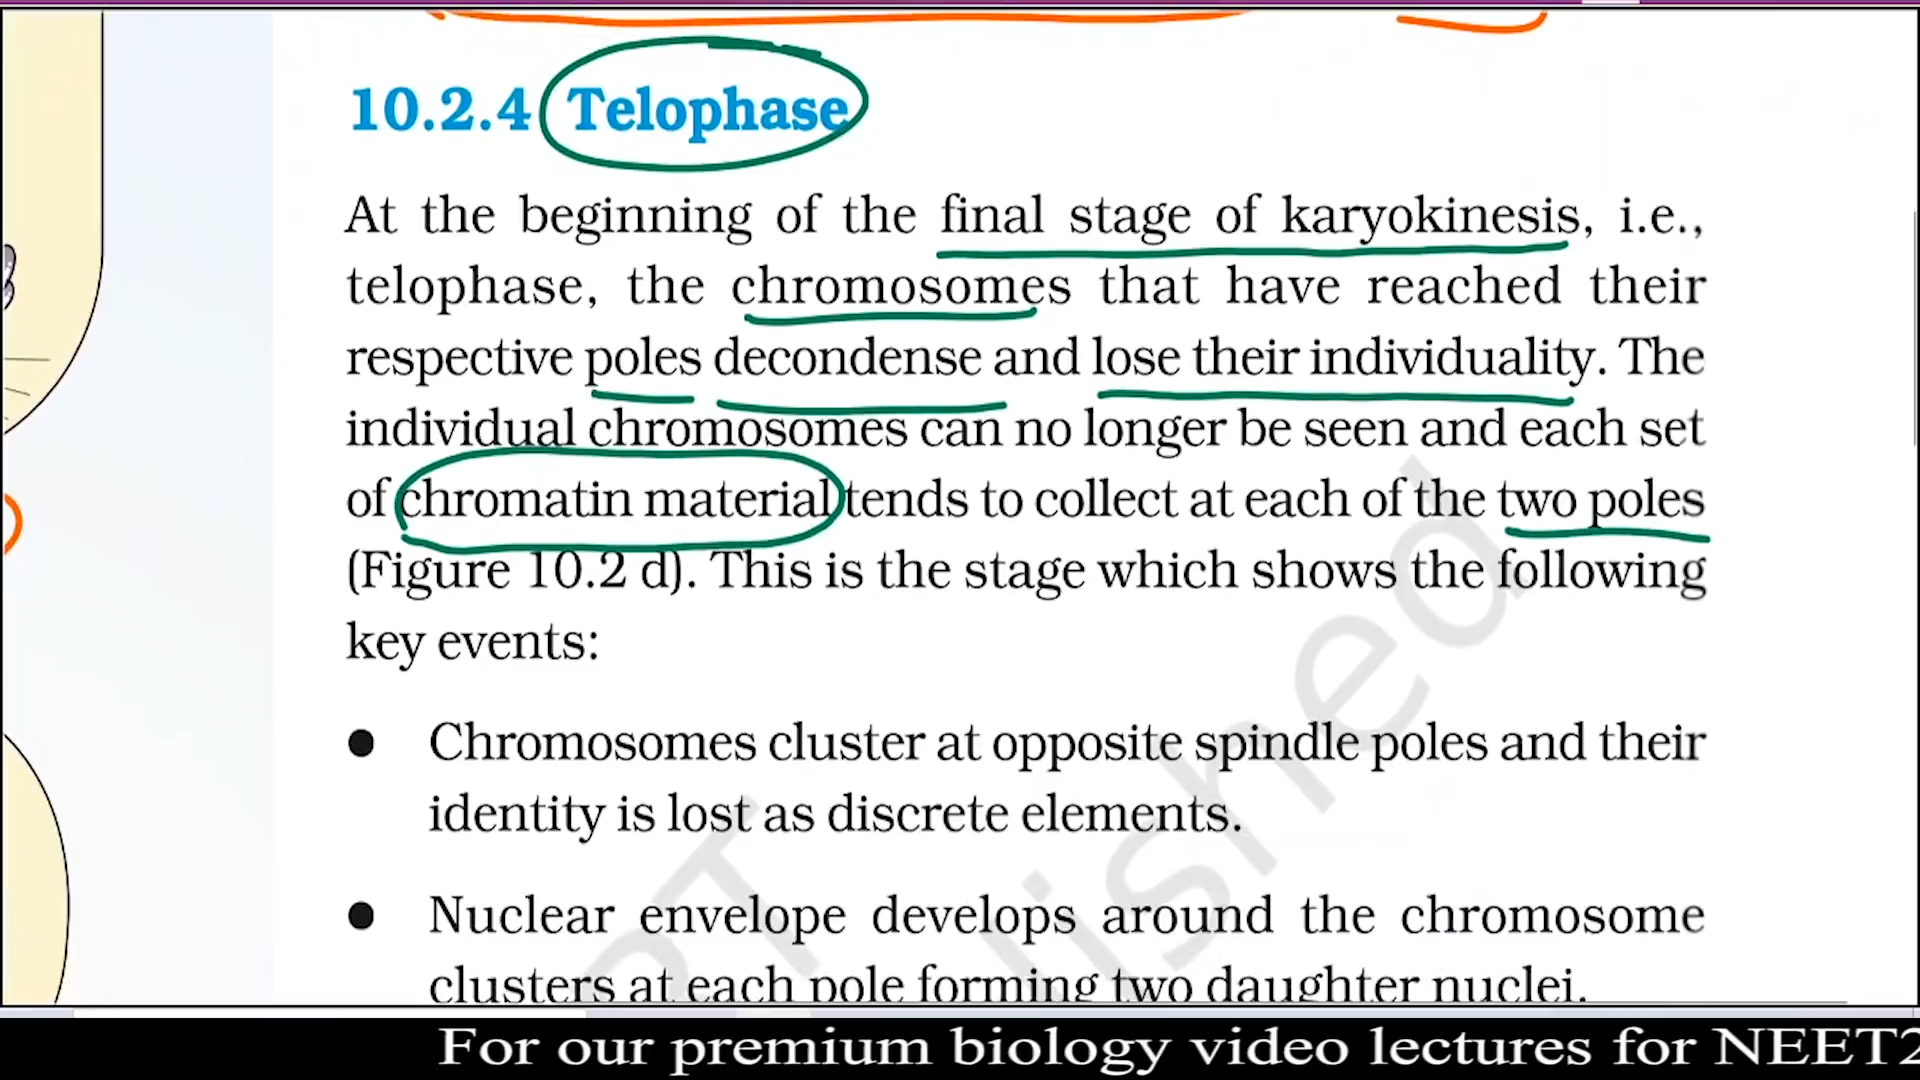 10.2.4 Telophase
At the beginning of the final stage of karyokinesis, i.e.,
telophase, the chromosomes that have reached their
respective poles decondense and lose their individuality. The
individual chromosomes can no longer be seen and each set
of chromatin material tends to collect at each of the two poles
(Figure 10.2 d). This is the stage which shows the following
key events:
● Chromosomes cluster at opposite spindle poles and their
identity is lost as discrete elements.
● Nuclear envelope develops around the chromosome
clusters at each pole forming two daughter nuclei.
For our premium biology video lectures for NEET2